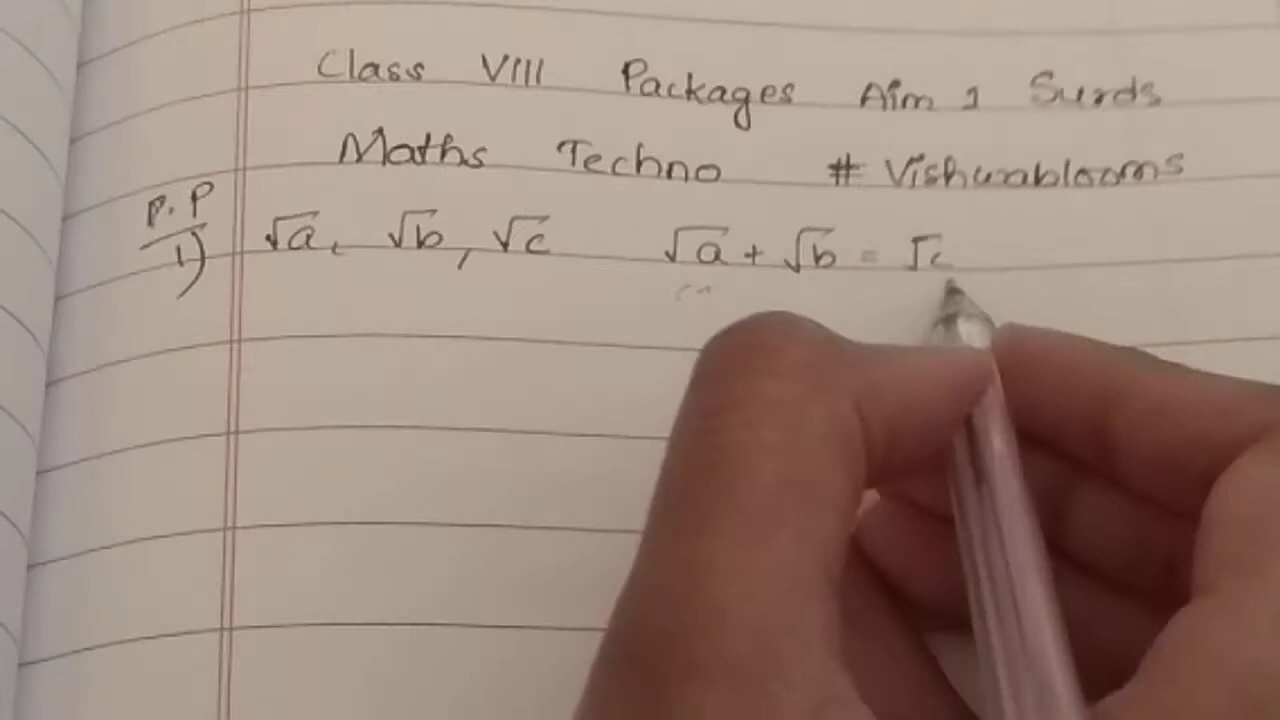 Class VIII Packages Aim 1 Surds
Maths Techno # Vishwablooms
P.P
1) √a, √b, √c √a + √b = √c